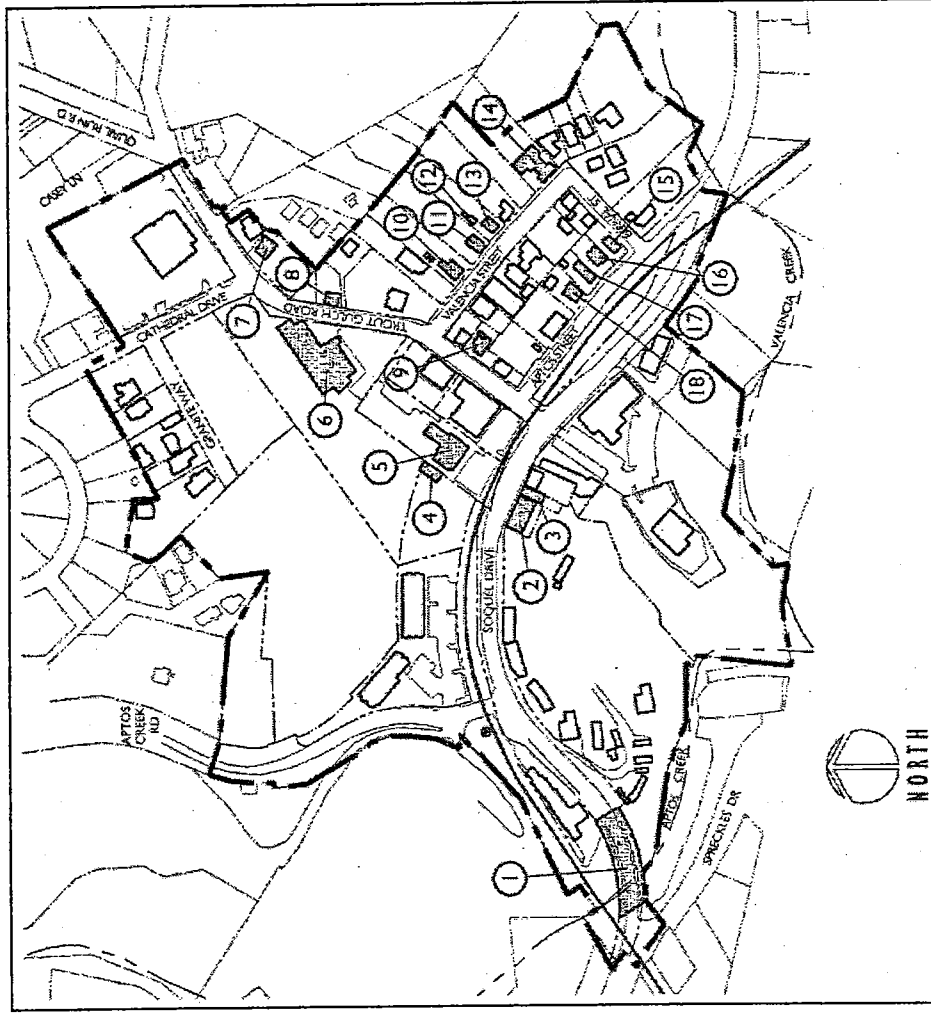 QUAIL RUN RD
CASEY LN
CATHEDRAL DRIVE
GRANITEWAY
TROUT GULCH ROAD
VALENCIA STREET
APTOS STREET
APTOS
CREEK
RD
SOQUEL DRIVE
APTOS CREEK
SPRECKLES DR
VALENCIA CREEK
1
2
3
4
5
6
7
8
9
10
11
12
13
14
15
16
17
18
NORTH